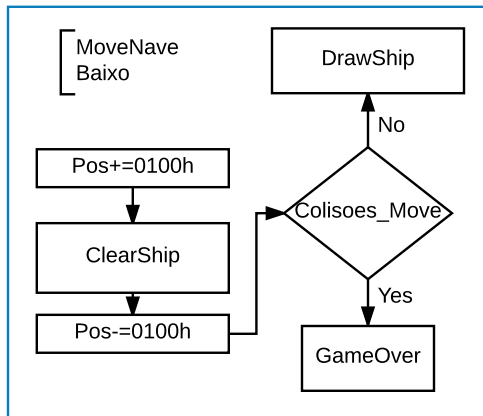 MoveNave
Baixo
DrawShip
No
Pos+=0100h
Colisoes_Move
ClearShip
Yes
Pos-=0100h
GameOver